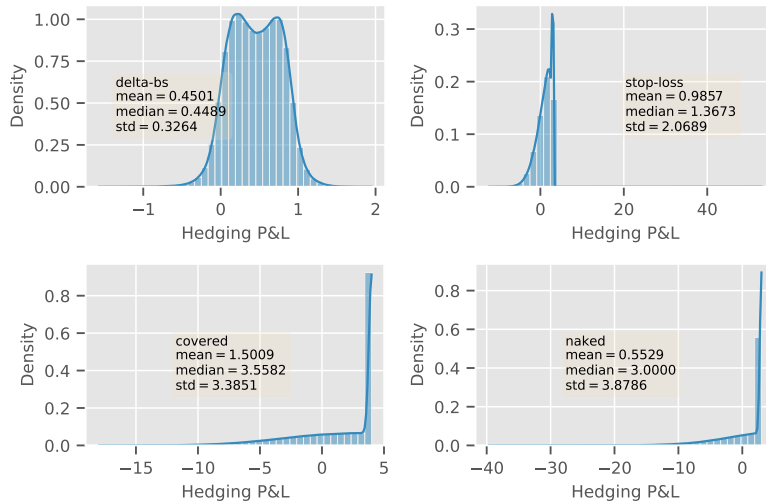 1.00
0.75
0.50
0.25
0.00
Density
delta-bs
mean = 0.4501
median = 0.4489
std = 0.3264
−1
0
1
2
Hedging P&L
0.3
0.2
0.1
0.0
Density
stop-loss
mean = 0.9857
median = 1.3673
std = 2.0689
0
20
40
Hedging P&L
0.8
0.6
0.4
0.2
0.0
Density
covered
mean = 1.5009
median = 3.5582
std = 3.3851
−15
−10
−5
0
5
Hedging P&L
0.8
0.6
0.4
0.2
0.0
Density
naked
mean = 0.5529
median = 3.0000
std = 3.8786
−40
−30
−20
−10
0
Hedging P&L